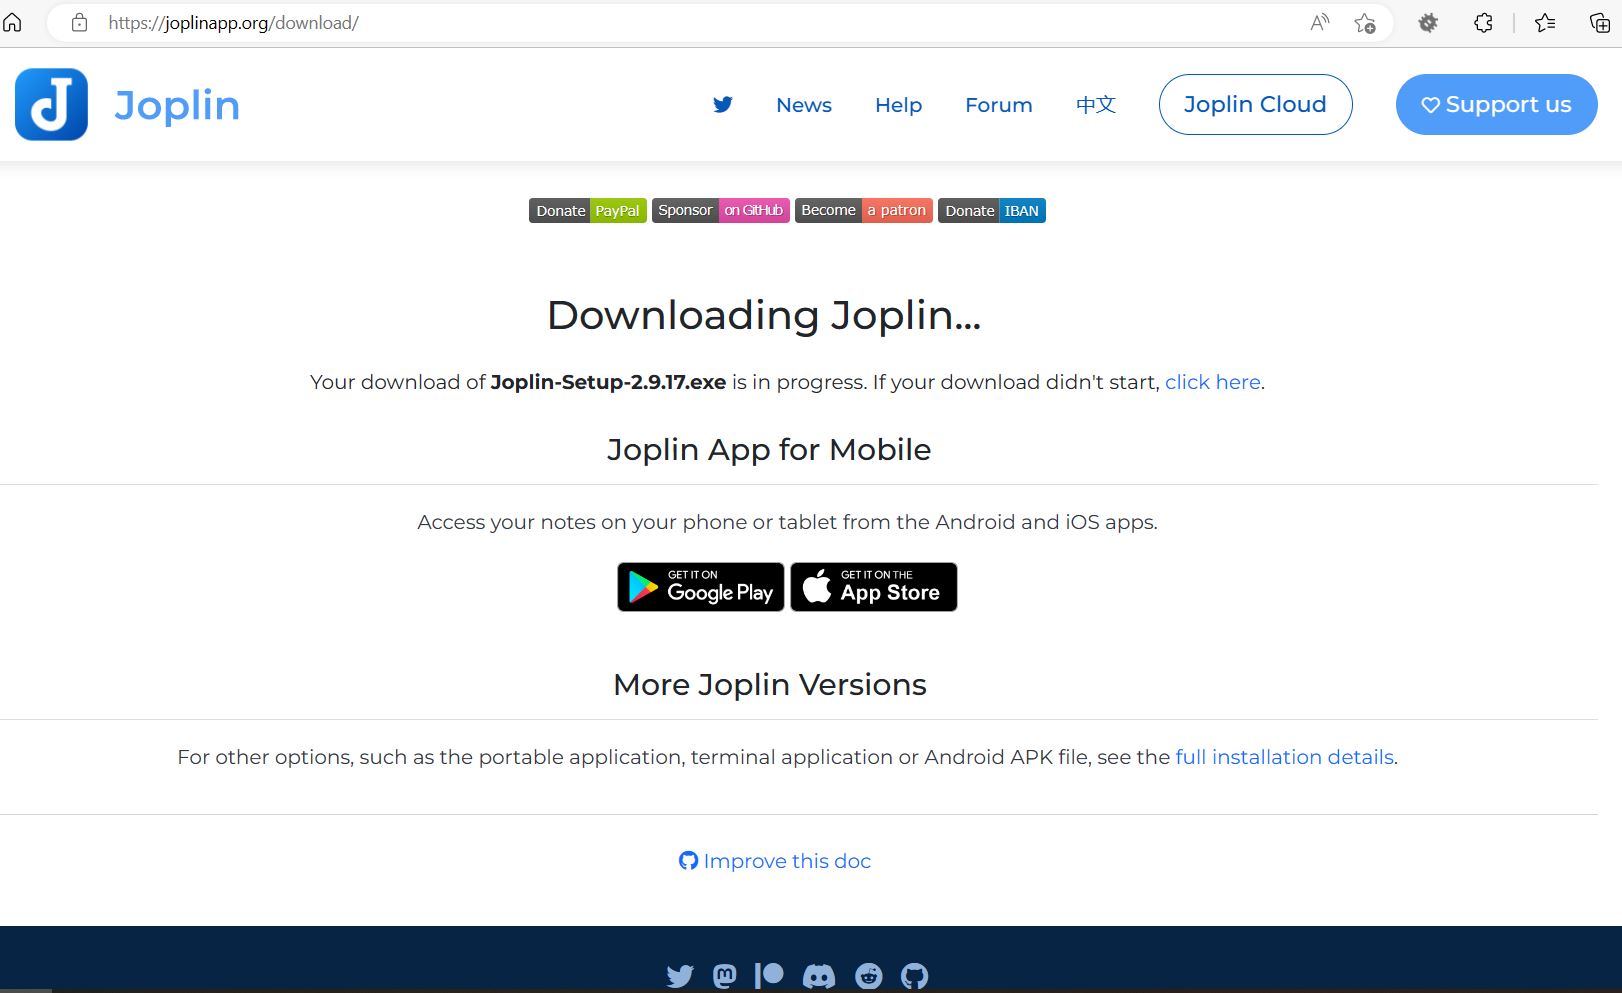 https://joplinapp.org/download/
Joplin
News Help Forum 中文 Joplin Cloud Support us
Donate PayPal Sponsor on GitHub Become a patron Donate IBAN
Downloading Joplin...
Your download of Joplin-Setup-2.9.17.exe is in progress. If your download didn't start, click here.
Joplin App for Mobile
Access your notes on your phone or tablet from the Android and iOS apps.
GET IT ON Google Play GET IT ON THE App Store
More Joplin Versions
For other options, such as the portable application, terminal application or Android APK file, see the full installation details.
Improve this doc